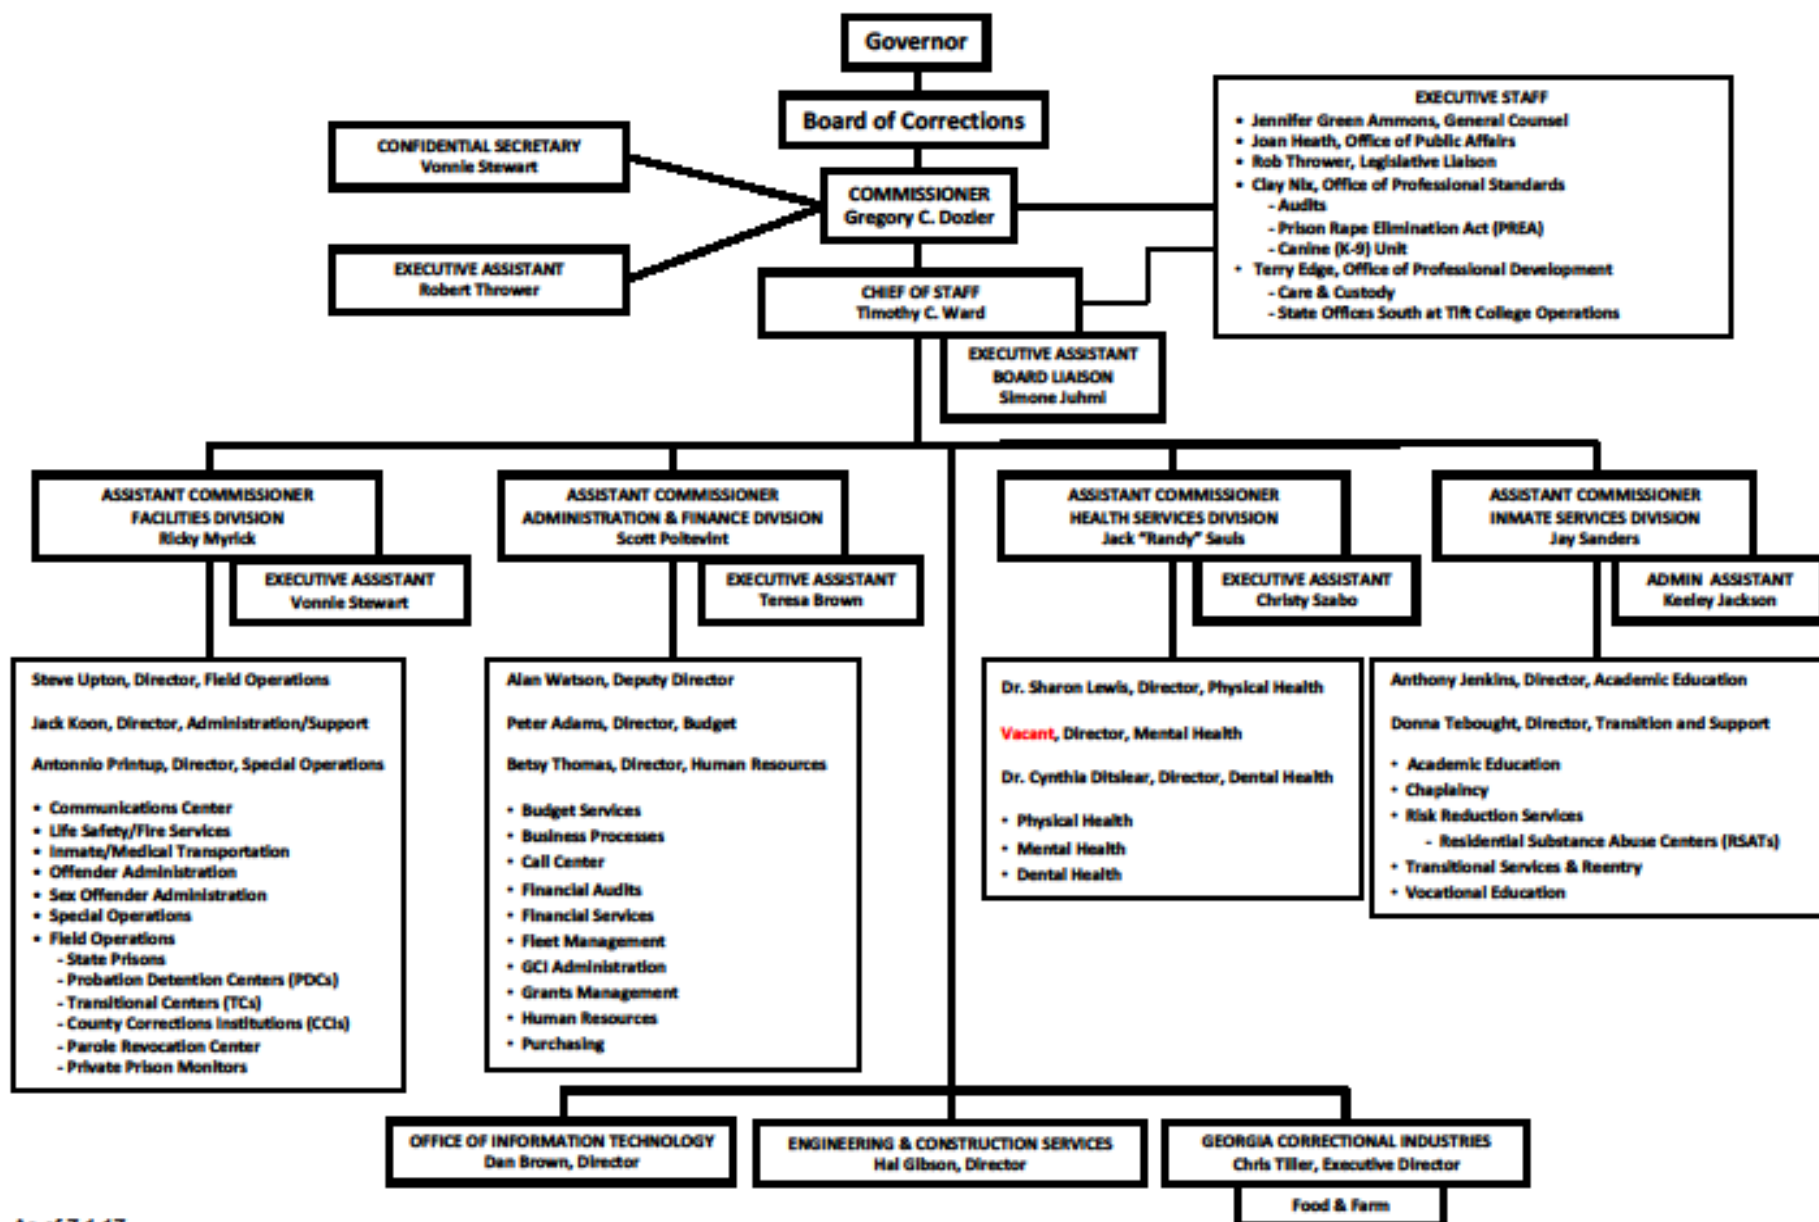 Governor
Board of Corrections
CONFIDENTIAL SECRETARY
Vonnie Stewart
COMMISSIONER
Gregory C. Dozier
EXECUTIVE ASSISTANT
Robert Thrower
CHIEF OF STAFF
Timothy C. Ward
EXECUTIVE ASSISTANT
BOARD LIAISON
Simone Juhmi
EXECUTIVE STAFF
• Jennifer Green Ammons, General Counsel
• Joan Heath, Office of Public Affairs
• Rob Thrower, Legislative Liaison
• Clay Nix, Office of Professional Standards
- Audits
- Prison Rape Elimination Act (PREA)
- Canine (K-9) Unit
• Terry Edge, Office of Professional Development
- Care & Custody
- State Offices South at Tift College Operations
ASSISTANT COMMISSIONER
FACILITIES DIVISION
Ricky Myrick
EXECUTIVE ASSISTANT
Vonnie Stewart
Steve Upton, Director, Field Operations
Jack Koon, Director, Administration/Support
Antonnio Printup, Director, Special Operations
• Communications Center
• Life Safety/Fire Services
• Inmate/Medical Transportation
• Offender Administration
• Sex Offender Administration
• Special Operations
• Field Operations
- State Prisons
- Probation Detention Centers (PDCs)
- Transitional Centers (TCs)
- County Corrections Institutions (CCIs)
- Parole Revocation Center
- Private Prison Monitors
ASSISTANT COMMISSIONER
ADMINISTRATION & FINANCE DIVISION
Scott Poitevint
EXECUTIVE ASSISTANT
Teresa Brown
Alan Watson, Deputy Director
Peter Adams, Director, Budget
Betsy Thomas, Director, Human Resources
• Budget Services
• Business Processes
• Call Center
• Financial Audits
• Financial Services
• Fleet Management
• GCI Administration
• Grants Management
• Human Resources
• Purchasing
ASSISTANT COMMISSIONER
HEALTH SERVICES DIVISION
Jack "Randy" Sauls
EXECUTIVE ASSISTANT
Christy Szabo
Dr. Sharon Lewis, Director, Physical Health
Vacant, Director, Mental Health
Dr. Cynthia Ditslear, Director, Dental Health
• Physical Health
• Mental Health
• Dental Health
ASSISTANT COMMISSIONER
INMATE SERVICES DIVISION
Jay Sanders
ADMIN ASSISTANT
Keeley Jackson
Anthony Jenkins, Director, Academic Education
Donna Tebought, Director, Transition and Support
• Academic Education
• Chaplaincy
• Risk Reduction Services
- Residential Substance Abuse Centers (RSATs)
• Transitional Services & Reentry
• Vocational Education
OFFICE OF INFORMATION TECHNOLOGY
Dan Brown, Director
ENGINEERING & CONSTRUCTION SERVICES
Hal Gibson, Director
GEORGIA CORRECTIONAL INDUSTRIES
Chris Tiller, Executive Director
Food & Farm